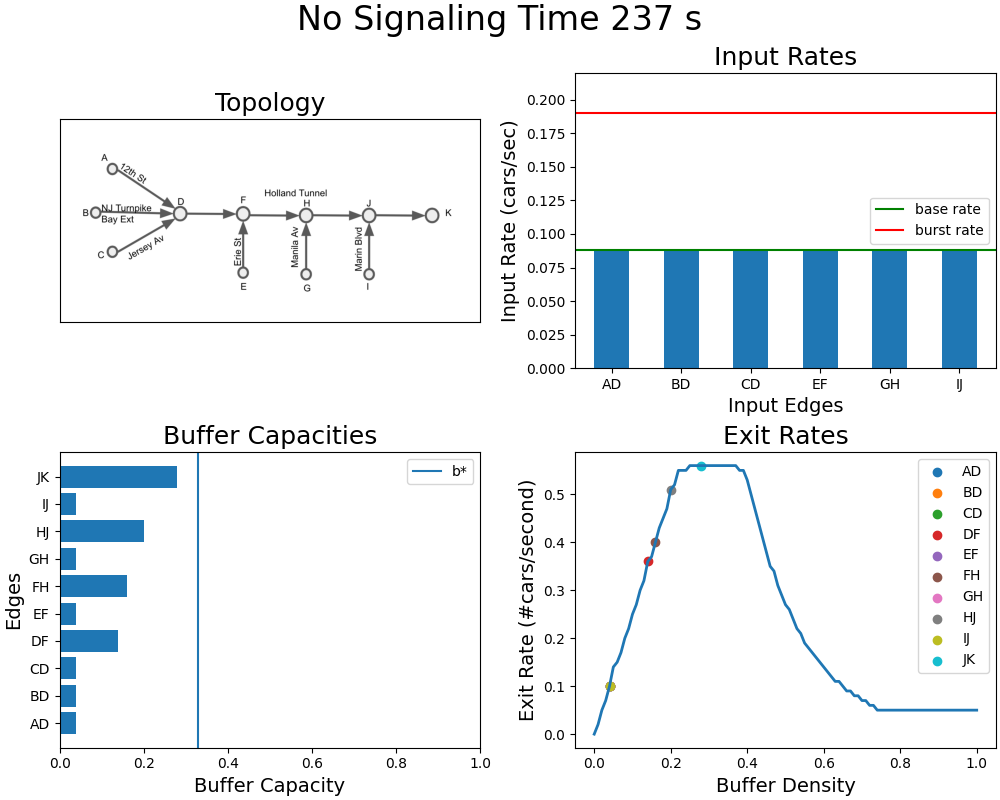 No Signaling Time 237 s
Topology
A
12th St
B
NJ Turnpike
Bay Ext
C
Jersey Av
D
F
Holland Tunnel
H
J
K
Erie St
Manila Av
Marin Blvd
E
G
I
Input Rates
Input Rate (cars/sec)
0.200
0.175
0.150
0.125
0.100
0.075
0.050
0.025
0.000
base rate
burst rate
AD BD CD EF GH IJ
Input Edges
Buffer Capacities
Edges
JK
IJ
HJ
GH
FH
EF
DF
CD
BD
AD
b*
0.0 0.2 0.4 0.6 0.8 1.0
Buffer Capacity
Exit Rates
Exit Rate (#cars/second)
0.5
0.4
0.3
0.2
0.1
0.0
AD
BD
CD
DF
EF
FH
GH
HJ
IJ
JK
0.0 0.2 0.4 0.6 0.8 1.0
Buffer Density